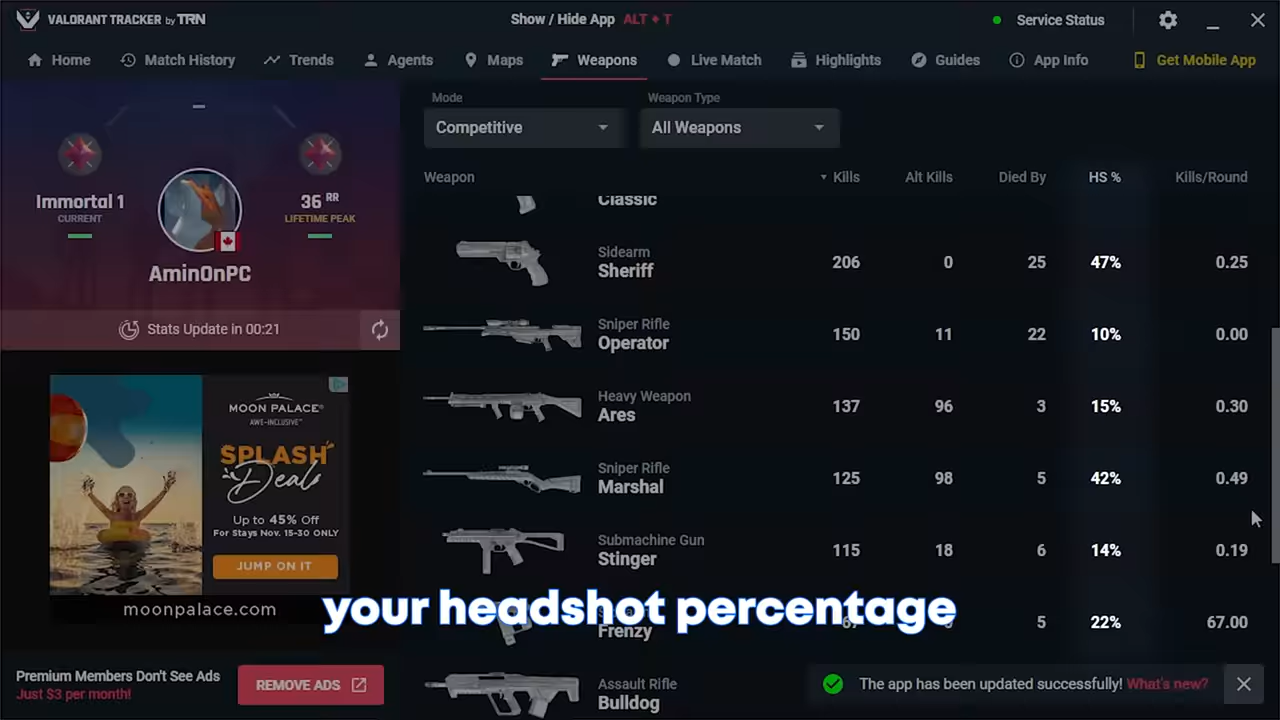 VALORANT TRACKER by TRN
Show / Hide App ALT + T
Service Status
Home
Match History
Trends
Agents
Maps
Weapons
Live Match
Highlights
Guides
App Info
Get Mobile App
Immortal 1
CURRENT
36 RR
LIFETIME PEAK
AminOnPC
Stats Update in 00:21
MOON PALACE®
AWE-INCLUSIVE™
SPLASH
Deals
Up to 45% Off
For Stays Nov. 15-30 ONLY
JUMP ON IT
moonpalace.com
Premium Members Don't See Ads
Just $3 per month!
REMOVE ADS
Mode
Weapon Type
Competitive
All Weapons
Weapon Kills Alt Kills Died By HS % Kills/Round
Classic
Sidearm
Sheriff 206 0 25 47% 0.25
Sniper Rifle
Operator 150 11 22 10% 0.00
Heavy Weapon
Ares 137 96 3 15% 0.30
Sniper Rifle
Marshal 125 98 5 42% 0.49
Submachine Gun
Stinger 115 18 6 14% 0.19
your headshot percentage
Frenzy 5 22% 67.00
Assault Rifle
Bulldog
The app has been updated successfully! What's new?